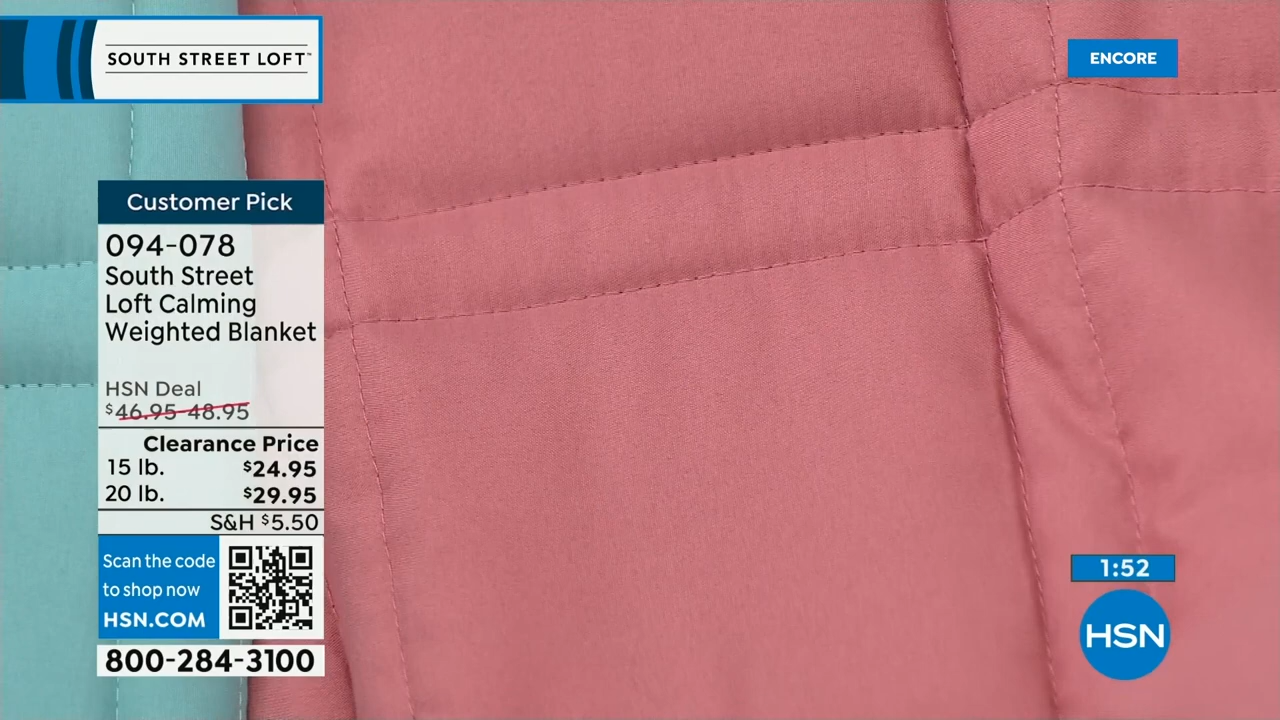 SOUTH STREET LOFT™
ENCORE
Customer Pick
094-078
South Street
Loft Calming
Weighted Blanket
HSN Deal
$46.95-48.95
Clearance Price
15 lb. $24.95
20 lb. $29.95
S&H $5.50
Scan the code
to shop now
HSN.COM
800-284-3100
1:52
HSN